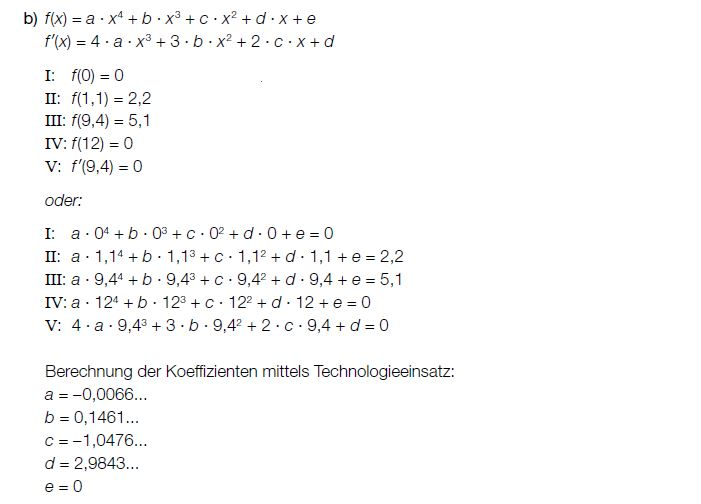 b) f(x) = a · x⁴ + b · x³ + c · x² + d · x + e
f′(x) = 4 · a · x³ + 3 · b · x² + 2 · c · x + d
I: f(0) = 0
II: f(1,1) = 2,2
III: f(9,4) = 5,1
IV: f(12) = 0
V: f′(9,4) = 0
oder:
I: a · 0⁴ + b · 0³ + c · 0² + d · 0 + e = 0
II: a · 1,1⁴ + b · 1,1³ + c · 1,1² + d · 1,1 + e = 2,2
III: a · 9,4⁴ + b · 9,4³ + c · 9,4² + d · 9,4 + e = 5,1
IV: a · 12⁴ + b · 12³ + c · 12² + d · 12 + e = 0
V: 4 · a · 9,4³ + 3 · b · 9,4² + 2 · c · 9,4 + d = 0
Berechnung der Koeffizienten mittels Technologieeinsatz:
a = −0,0066...
b = 0,1461...
c = −1,0476...
d = 2,9843...
e = 0